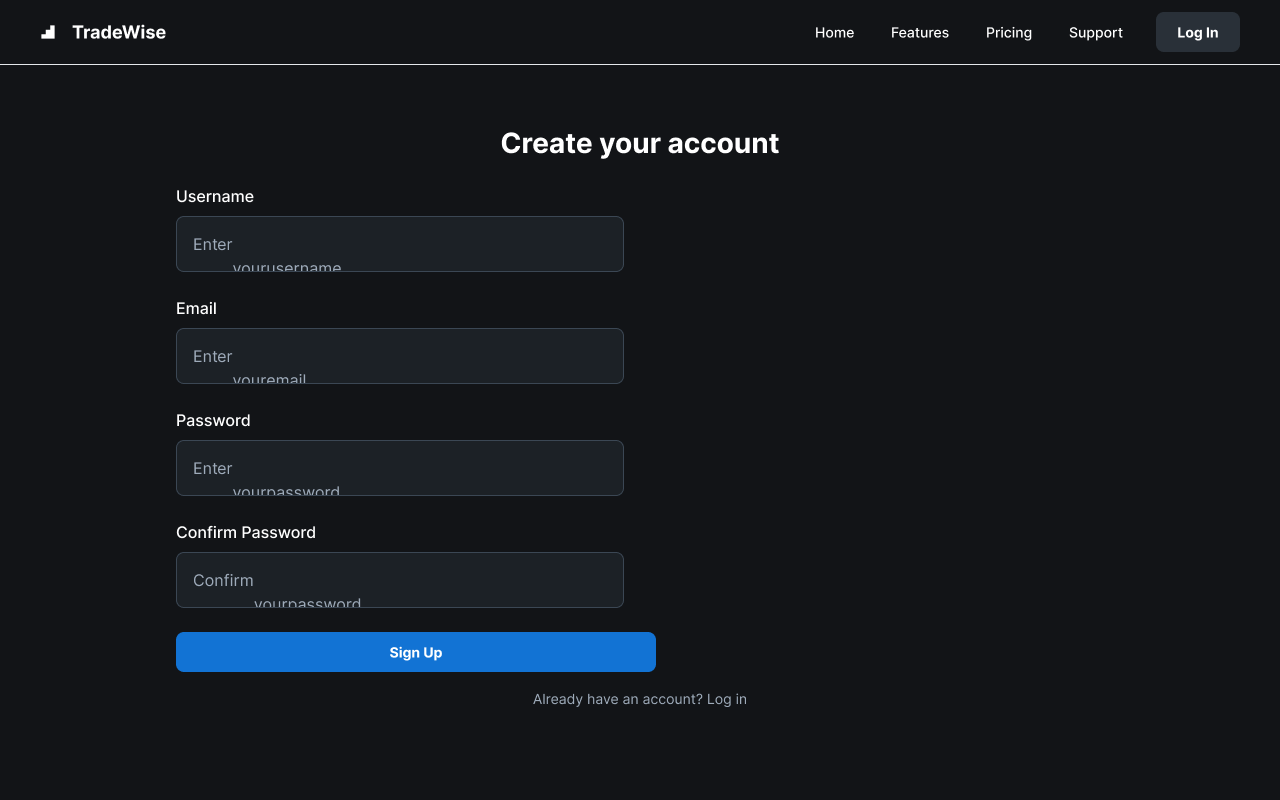 TradeWise
Home
Features
Pricing
Support
Log In
Create your account
Username
Enter
yourusername
Email
Enter
youremail
Password
Enter
yourpassword
Confirm Password
Confirm
yourpassword
Sign Up
Already have an account? Log in